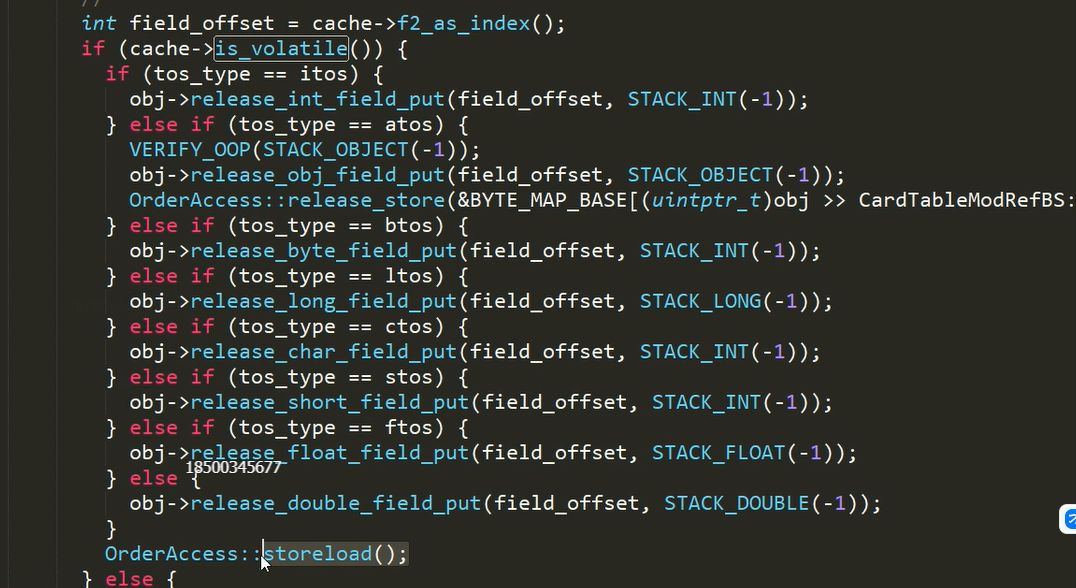 //
int field_offset = cache->f2_as_index();
if (cache->is_volatile()) {
if (tos_type == itos) {
obj->release_int_field_put(field_offset, STACK_INT(-1));
} else if (tos_type == atos) {
VERIFY_OOP(STACK_OBJECT(-1));
obj->release_obj_field_put(field_offset, STACK_OBJECT(-1));
OrderAccess::release_store(&BYTE_MAP_BASE[(uintptr_t)obj >> CardTableModRefBS:
} else if (tos_type == btos) {
obj->release_byte_field_put(field_offset, STACK_INT(-1));
} else if (tos_type == ltos) {
obj->release_long_field_put(field_offset, STACK_LONG(-1));
} else if (tos_type == ctos) {
obj->release_char_field_put(field_offset, STACK_INT(-1));
} else if (tos_type == stos) {
obj->release_short_field_put(field_offset, STACK_INT(-1));
} else if (tos_type == ftos) {
obj->release_float_field_put(field_offset, STACK_FLOAT(-1));
18500345677
} else {
obj->release_double_field_put(field_offset, STACK_DOUBLE(-1));
}
OrderAccess::storeload();
} else {